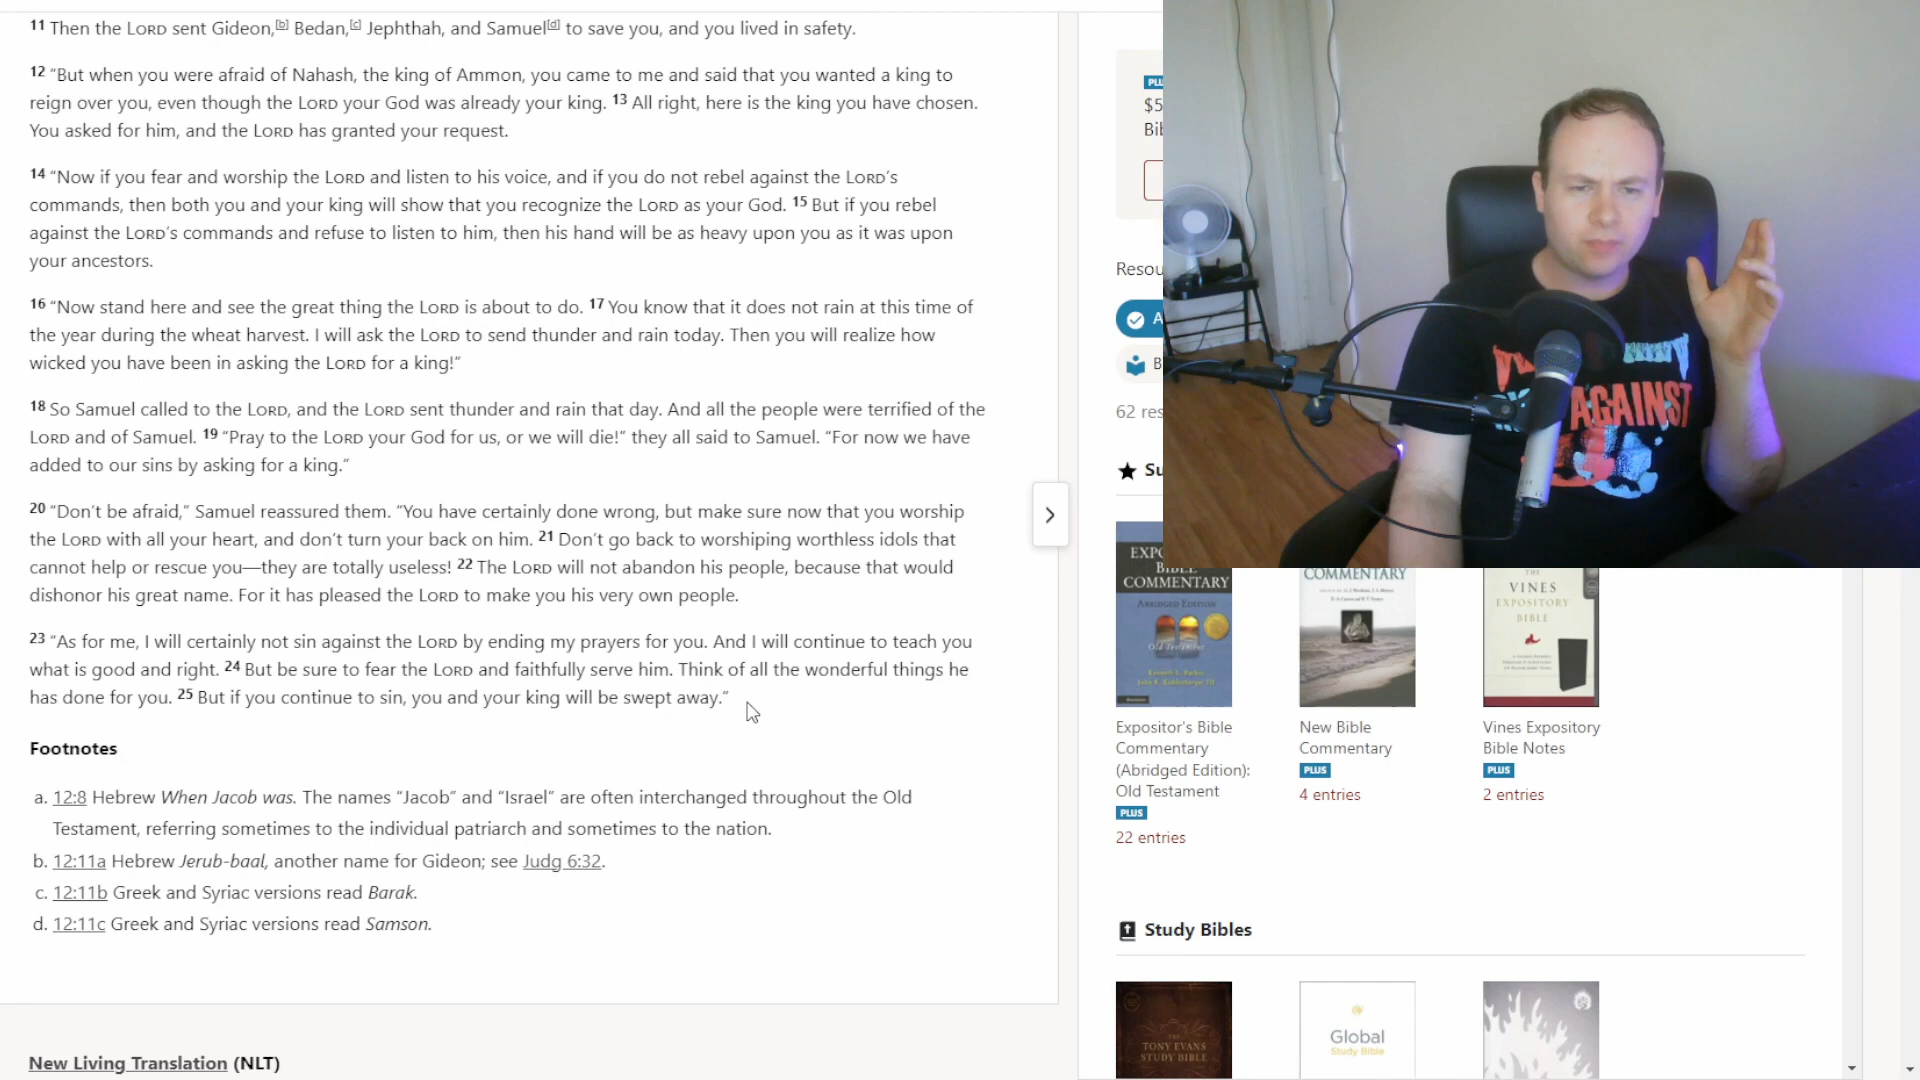 11 Then the LORD sent Gideon,[b] Bedan,[c] Jephthah, and Samuel[d] to save you, and you lived in safety.
12 “But when you were afraid of Nahash, the king of Ammon, you came to me and said that you wanted a king to
reign over you, even though the LORD your God was already your king. 13 All right, here is the king you have chosen.
You asked for him, and the LORD has granted your request.
14 “Now if you fear and worship the LORD and listen to his voice, and if you do not rebel against the LORD’s
commands, then both you and your king will show that you recognize the LORD as your God. 15 But if you rebel
against the LORD’s commands and refuse to listen to him, then his hand will be as heavy upon you as it was upon
your ancestors.
16 “Now stand here and see the great thing the LORD is about to do. 17 You know that it does not rain at this time of
the year during the wheat harvest. I will ask the LORD to send thunder and rain today. Then you will realize how
wicked you have been in asking the LORD for a king!”
18 So Samuel called to the LORD, and the LORD sent thunder and rain that day. And all the people were terrified of the
LORD and of Samuel. 19 “Pray to the LORD your God for us, or we will die!” they all said to Samuel. “For now we have
added to our sins by asking for a king.”
20 “Don’t be afraid,” Samuel reassured them. “You have certainly done wrong, but make sure now that you worship
the LORD with all your heart, and don’t turn your back on him. 21 Don’t go back to worshiping worthless idols that
cannot help or rescue you—they are totally useless! 22 The LORD will not abandon his people, because that would
dishonor his great name. For it has pleased the LORD to make you his very own people.
23 “As for me, I will certainly not sin against the LORD by ending my prayers for you. And I will continue to teach you
what is good and right. 24 But be sure to fear the LORD and faithfully serve him. Think of all the wonderful things he
has done for you. 25 But if you continue to sin, you and your king will be swept away.”
Footnotes
a. 12:8 Hebrew When Jacob was. The names “Jacob” and “Israel” are often interchanged throughout the Old
Testament, referring sometimes to the individual patriarch and sometimes to the nation.
b. 12:11a Hebrew Jerub-baal, another name for Gideon; see Judg 6:32.
c. 12:11b Greek and Syriac versions read Barak.
d. 12:11c Greek and Syriac versions read Samson.
New Living Translation (NLT)
PLU
$5
Bib
Resou
A
B
62 res
Su
AGAINST
EXPO
BIBLE
COMMENTARY
ABRIDGED EDITION
Old Testament
COMMENTARY
THE
VINES
EXPOSITORY
BIBLE
Expositor's Bible
Commentary
(Abridged Edition):
Old Testament
PLUS
22 entries
New Bible
Commentary
PLUS
4 entries
Vines Expository
Bible Notes
PLUS
2 entries
Study Bibles
THE
TONY EVANS
STUDY BIBLE
Global
Study Bible